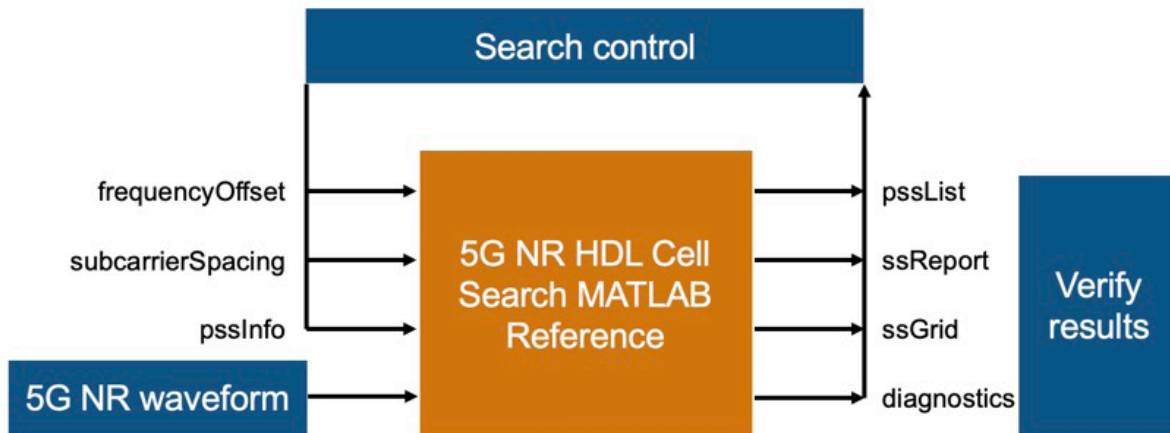 Search control
frequencyOffset
subcarrierSpacing
pssInfo
5G NR waveform
5G NR HDL Cell
Search MATLAB
Reference
pssList
ssReport
ssGrid
diagnostics
Verify
results